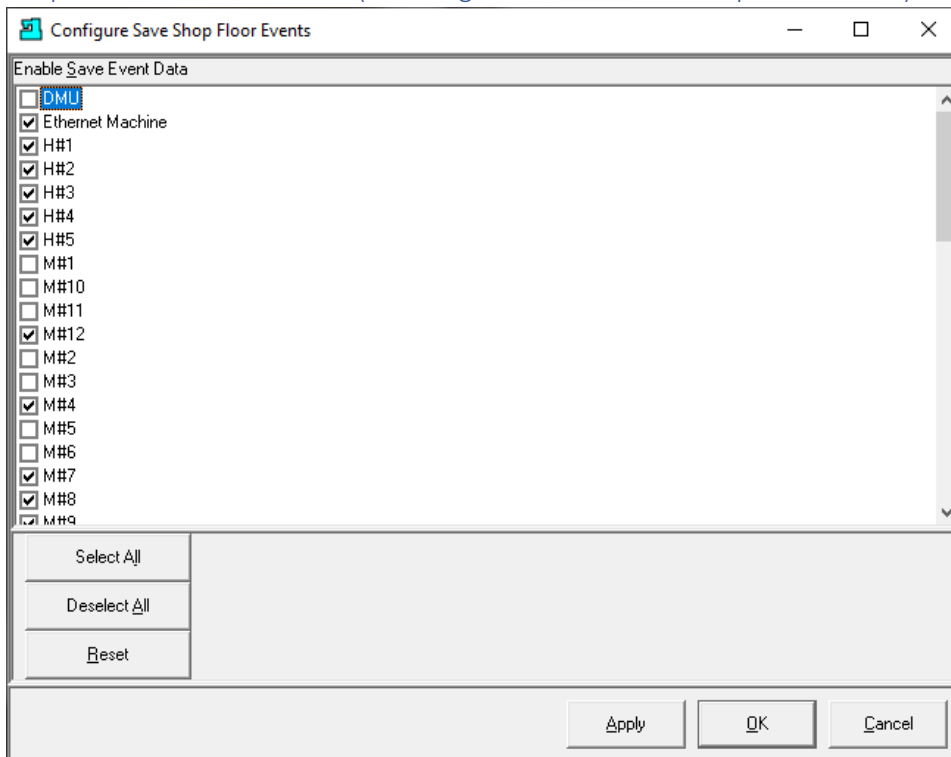 Configure Save Shop Floor Events
Enable Save Event Data
DMU
Ethernet Machine
H#1
H#2
H#3
H#4
H#5
M#1
M#10
M#11
M#12
M#2
M#3
M#4
M#5
M#6
M#7
M#8
M#9
Select All
Deselect All
Reset
Apply OK Cancel